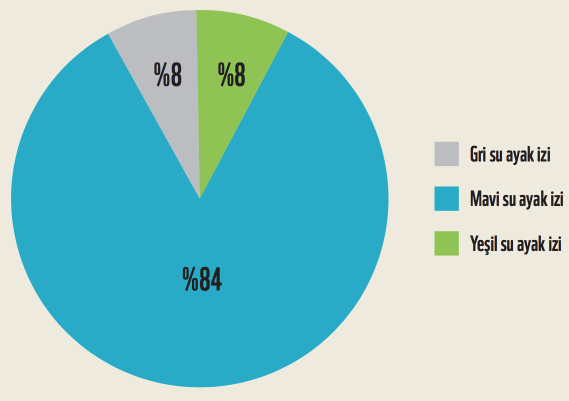 %8
%8
%84
Gri su ayak izi
Mavi su ayak izi
Yeşil su ayak izi